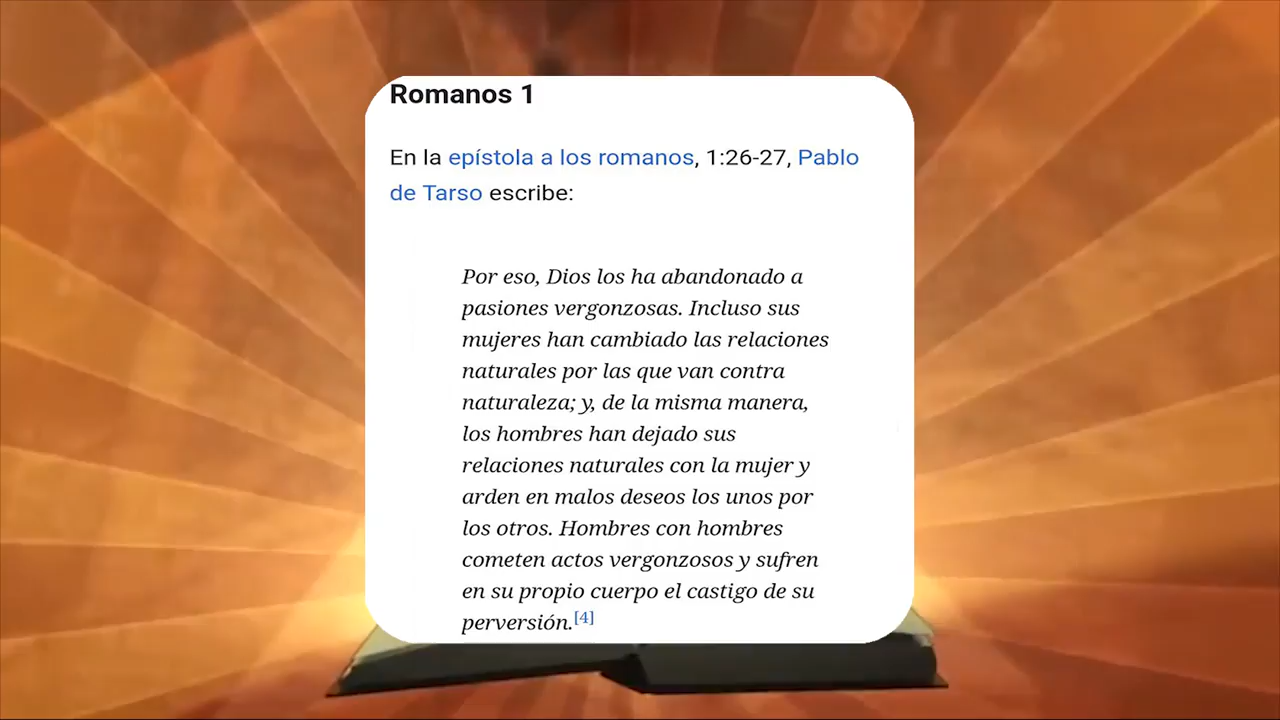 Romanos 1
En la epístola a los romanos, 1:26-27, Pablo
de Tarso escribe:
Por eso, Dios los ha abandonado a
pasiones vergonzosas. Incluso sus
mujeres han cambiado las relaciones
naturales por las que van contra
naturaleza; y, de la misma manera,
los hombres han dejado sus
relaciones naturales con la mujer y
arden en malos deseos los unos por
los otros. Hombres con hombres
cometen actos vergonzosos y sufren
en su propio cuerpo el castigo de su
perversión.[4]